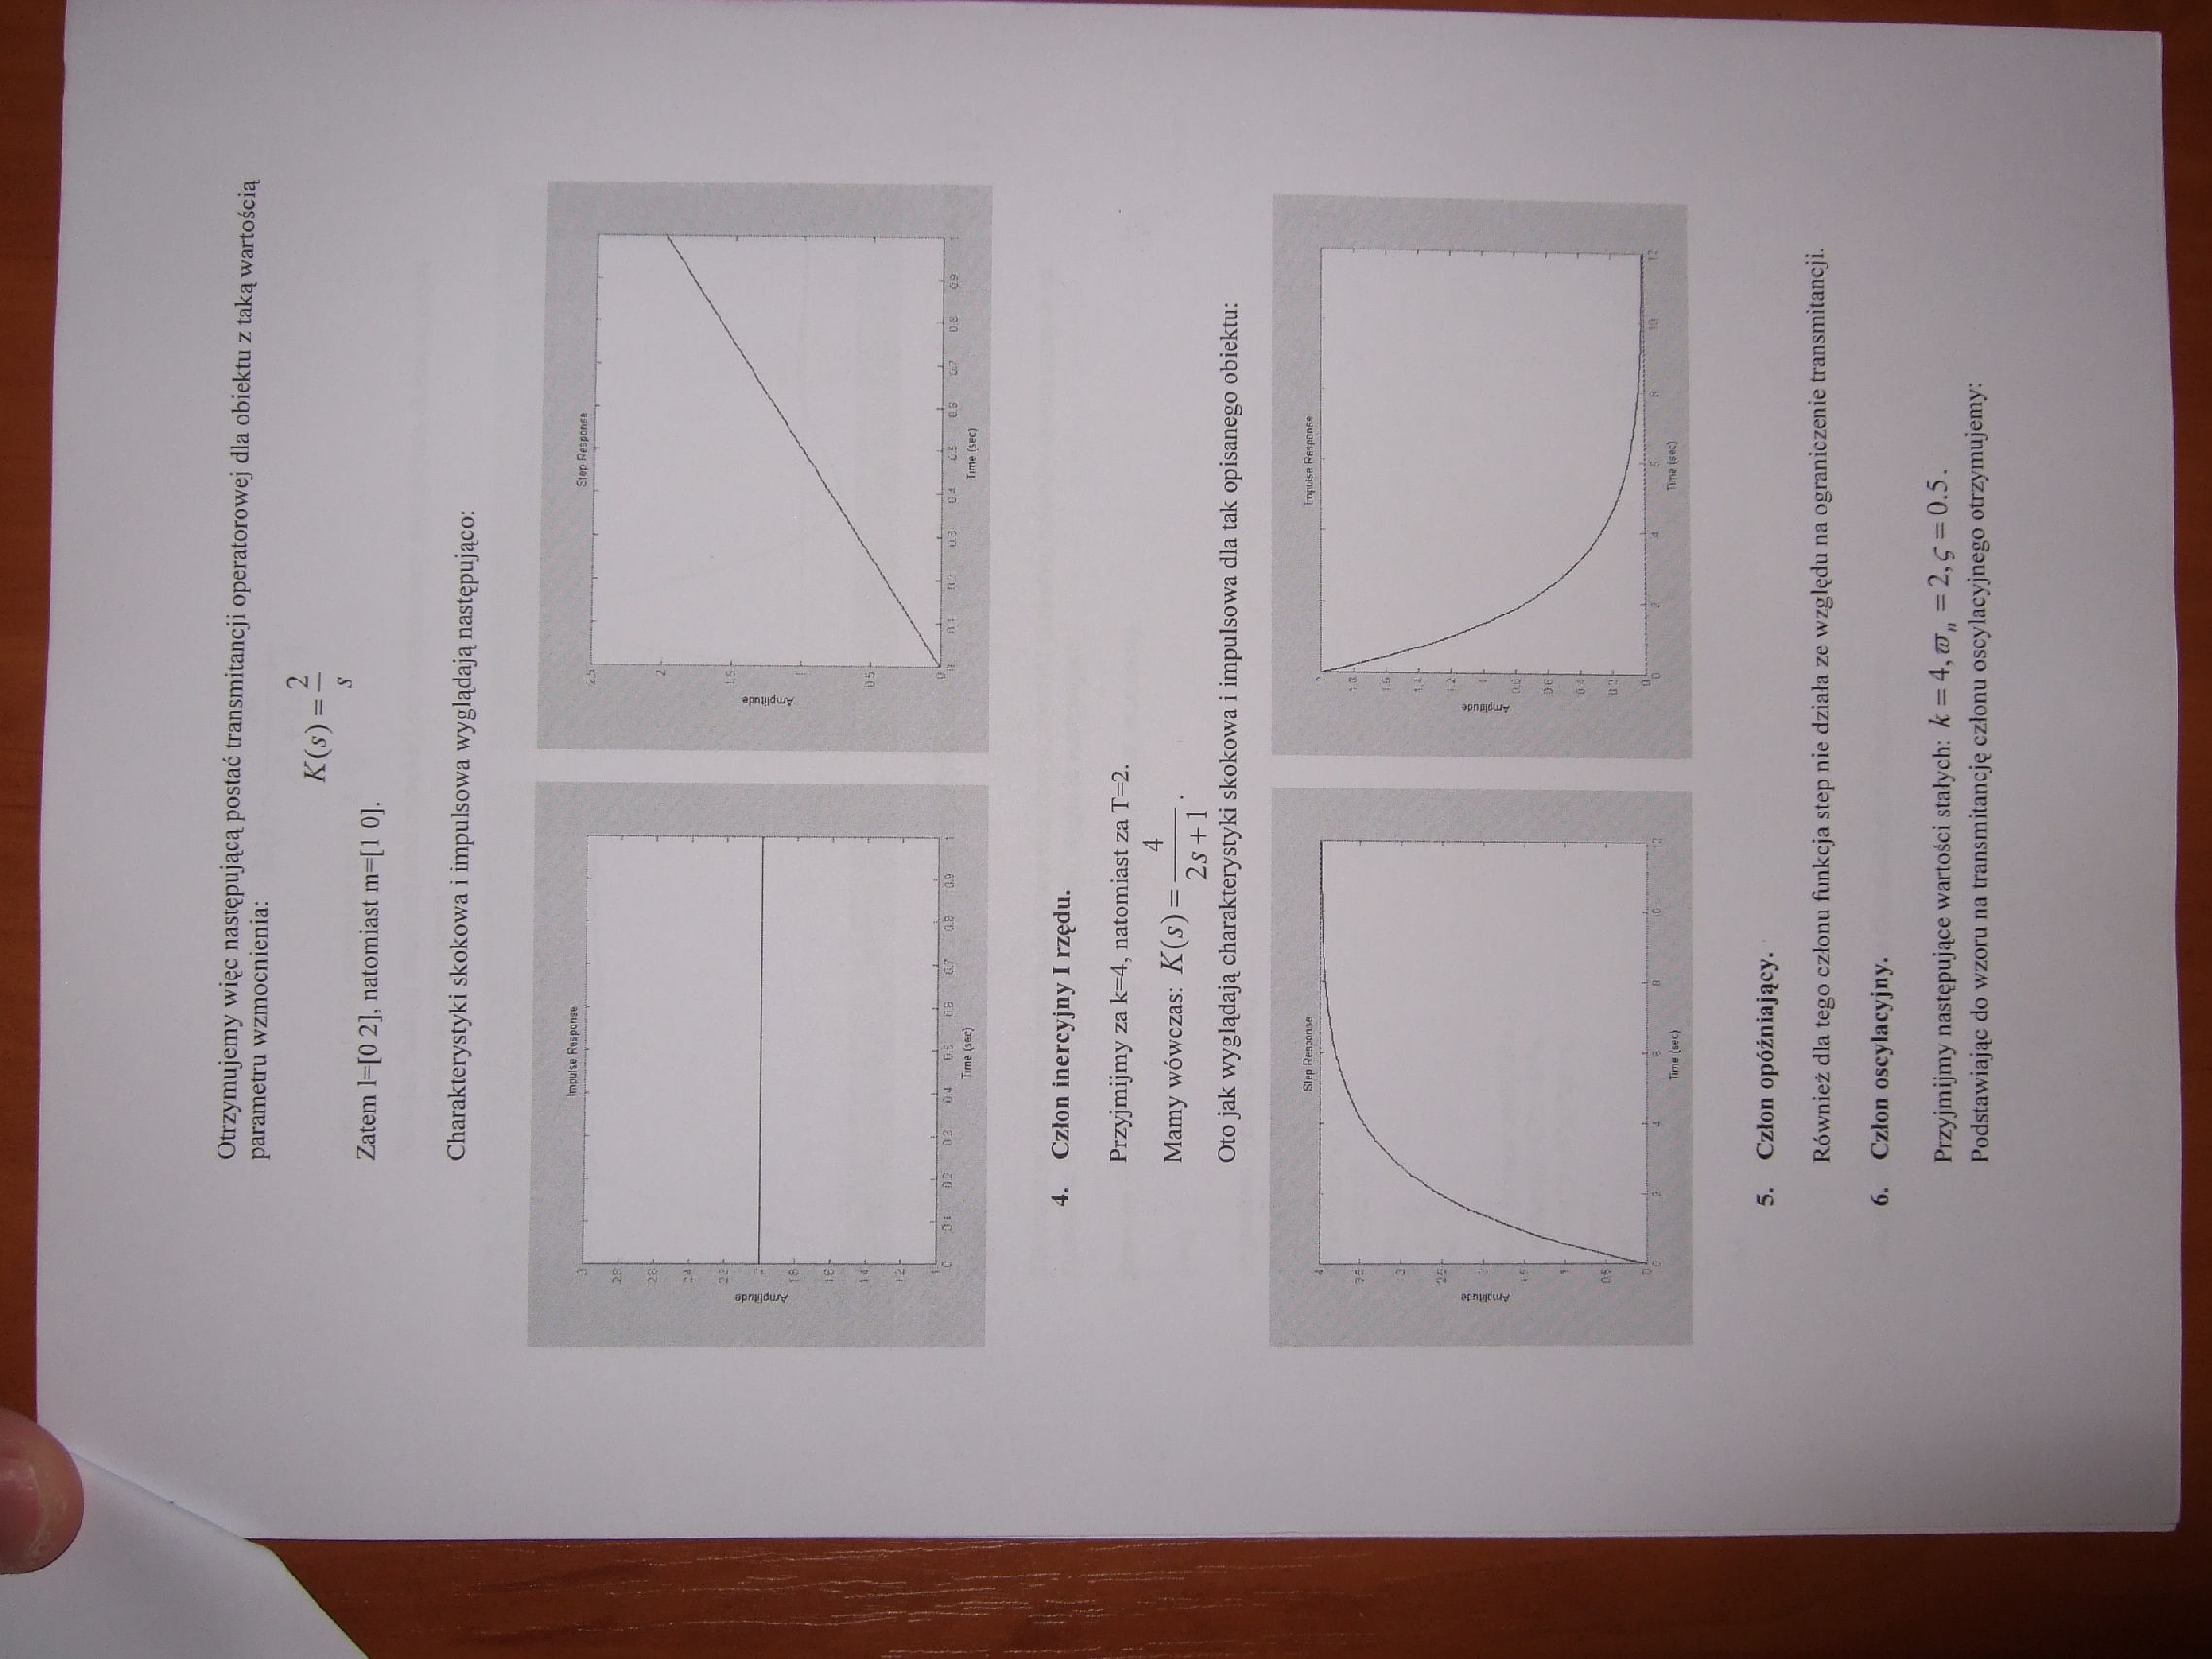 Otrzymujemy więc następującą postać transmitancji operatorowej dla obiektu z taką wartością
parametru wzmocnienia:
K(s) = 2/s
Zatem l=[0 2], natomiast m=[1 0].
Charakterystyki skokowa i impulsowa wyglądają następująco:
Impulse Response
Amplitude
3
2.8
2.6
2.4
2.2
2
1.8
1.6
1.4
1.2
1
0 0.1 0.2 0.3 0.4 0.5 0.6 0.7 0.8 0.9 1
Time (sec)
Step Response
Amplitude
2.5
2
1.5
1
0.5
0
0 0.1 0.2 0.3 0.4 0.5 0.6 0.7 0.8 0.9 1
Time (sec)
4. Człon inercyjny I rzędu.
Przyjmijmy za k=4, natomiast za T=2.
Mamy wówczas: K(s) = 4/(2s + 1).
Oto jak wyglądają charakterystyki skokowa i impulsowa dla tak opisanego obiektu:
Step Response
Amplitude
4
3.5
3
2.5
2
1.5
1
0.5
0
0 2 4 6 8 10 12
Time (sec)
Impulse Response
Amplitude
2
1.8
1.6
1.4
1.2
1
0.8
0.6
0.4
0.2
0
0 2 4 6 8 10 12
Time (sec)
5. Człon opóźniający.
Również dla tego członu funkcja step nie działa ze względu na ograniczenie transmitancji.
6. Człon oscylacyjny.
Przyjmijmy następujące wartości stałych: k = 4, ϖn = 2, ς = 0.5.
Podstawiając do wzoru na transmitancję członu oscylacyjnego otrzymujemy: